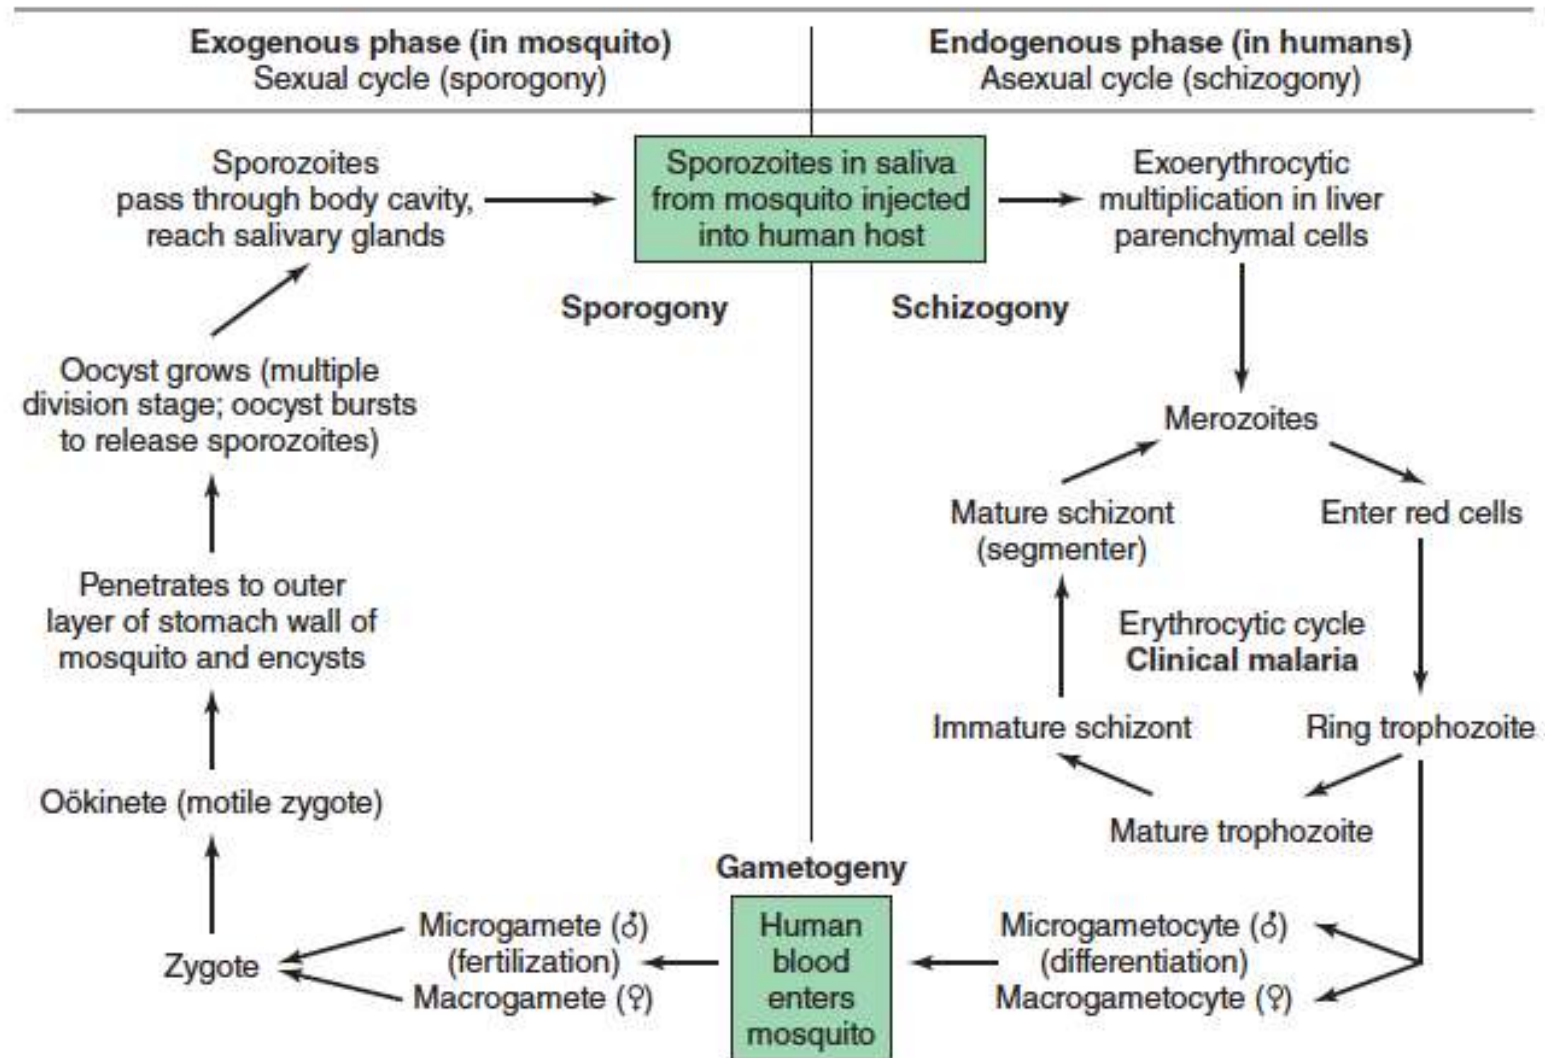 Exogenous phase (in mosquito)
Sexual cycle (sporogony)
Endogenous phase (in humans)
Asexual cycle (schizogony)
Sporozoites
pass through body cavity,
reach salivary glands
Sporozoites in saliva
from mosquito injected
into human host
Exoerythrocytic
multiplication in liver
parenchymal cells
Sporogony
Schizogony
Oocyst grows (multiple
division stage; oocyst bursts
to release sporozoites)
Merozoites
Mature schizont
(segmenter)
Enter red cells
Penetrates to outer
layer of stomach wall of
mosquito and encysts
Erythrocytic cycle
Clinical malaria
Immature schizont
Ring trophozoite
Oökinete (motile zygote)
Mature trophozoite
Gametogeny
Zygote
Microgamete (♂)
(fertilization)
Macrogamete (♀)
Human
blood
enters
mosquito
Microgametocyte (♂)
(differentiation)
Macrogametocyte (♀)